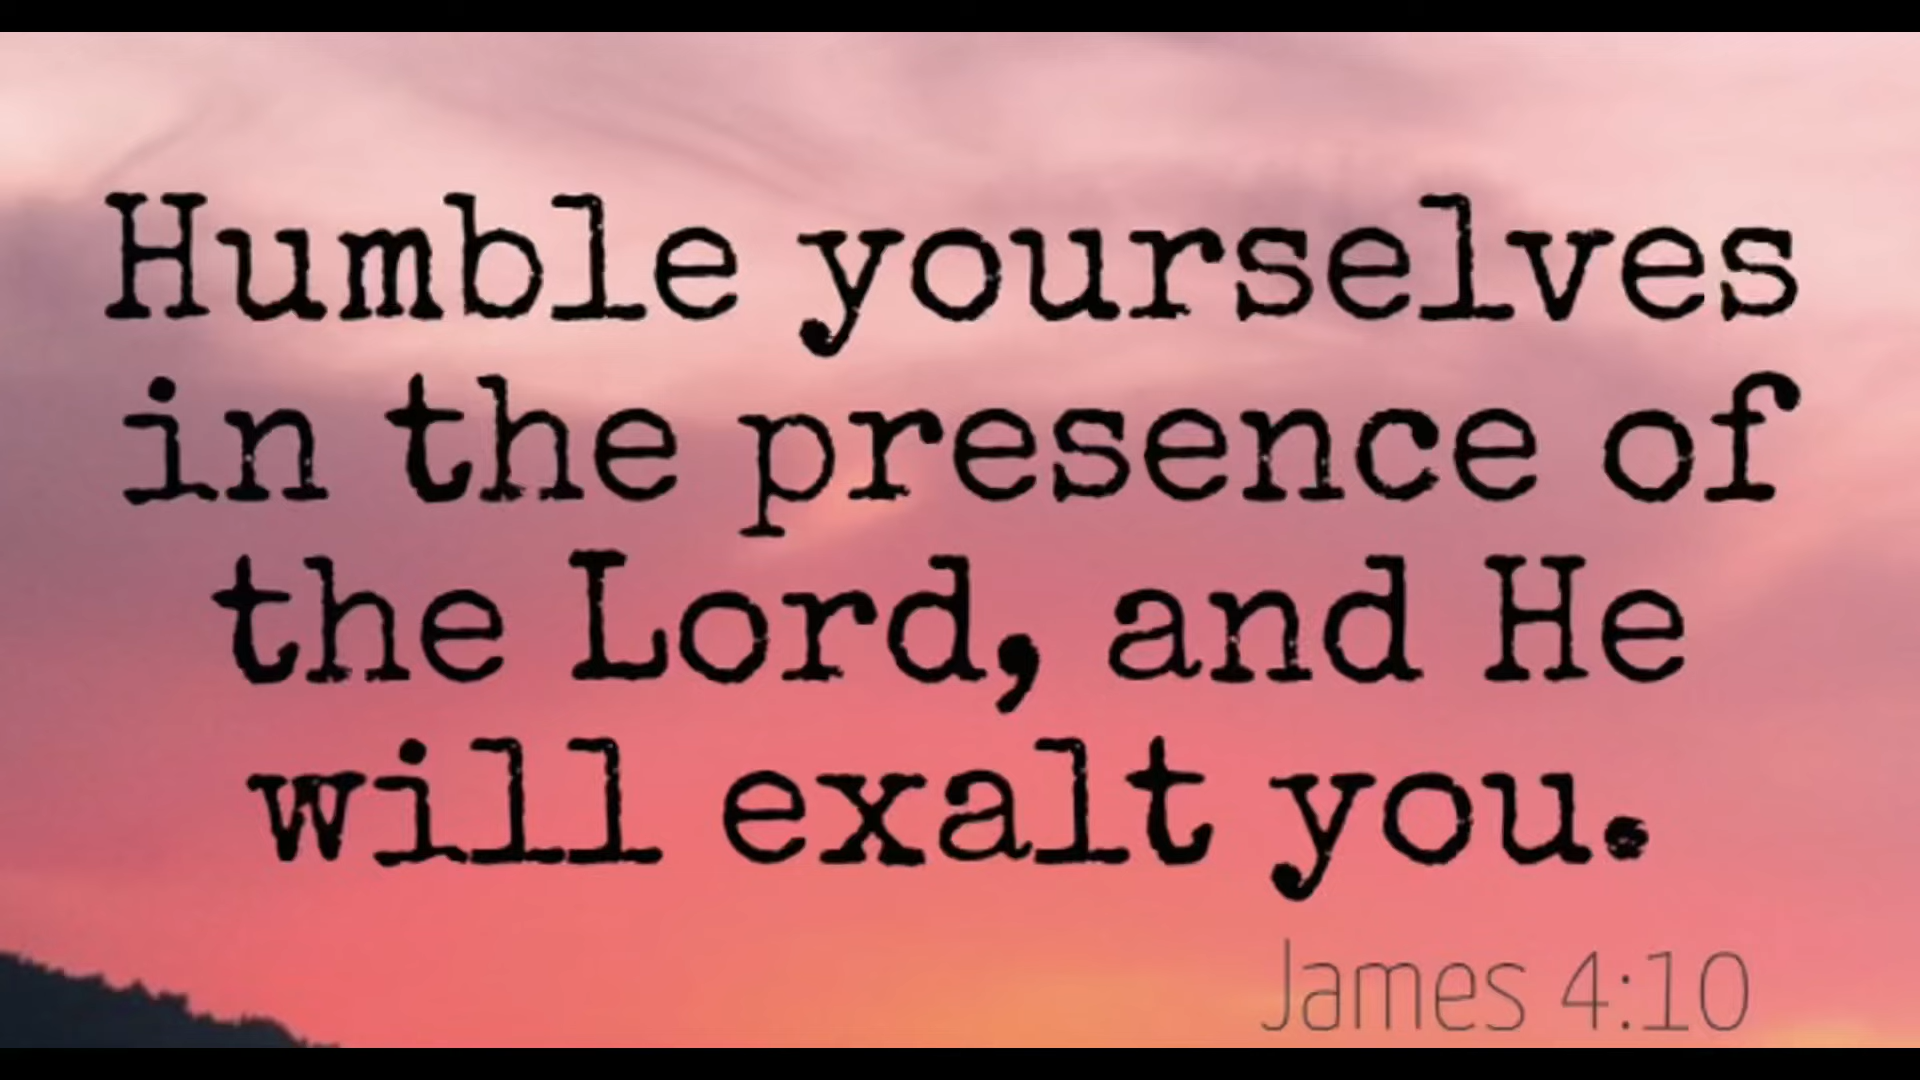 Humble yourselves
in the presence of
the Lord, and He
will exalt you.
James 4:10